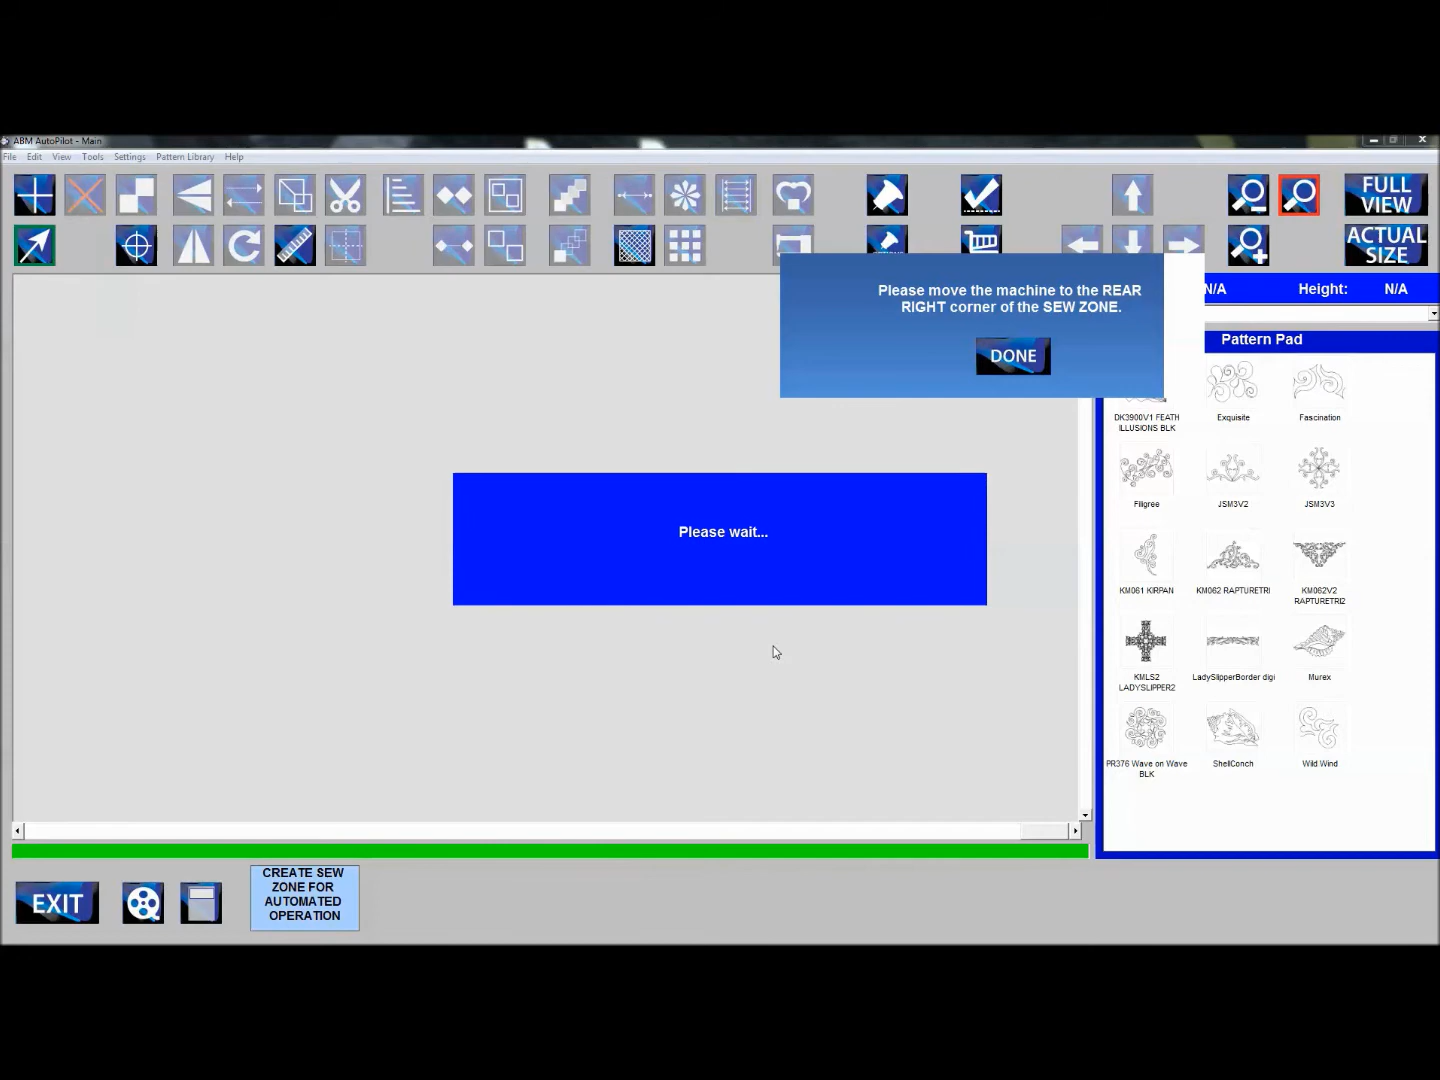 ABM AutoPilot - Main
File Edit View Tools Settings Pattern Library Help
FULL
VIEW
ACTUAL
SIZE
Please move the machine to the REAR
RIGHT corner of the SEW ZONE.
DONE
N/A Height: N/A
Pattern Pad
DK3900V1 FEATH
ILLUSIONS BLK
Exquisite
Fascination
Filigree
JSM3V2
JSM3V3
KM061 KIRPAN
KM062 RAPTURETRI
KM062V2
RAPTURETRI2
KMLS2
LADYSLIPPER2
LadySlipperBorder digi
Murex
PR376 Wave on Wave
BLK
ShellConch
Wild Wind
Please wait...
EXIT
CREATE SEW
ZONE FOR
AUTOMATED
OPERATION